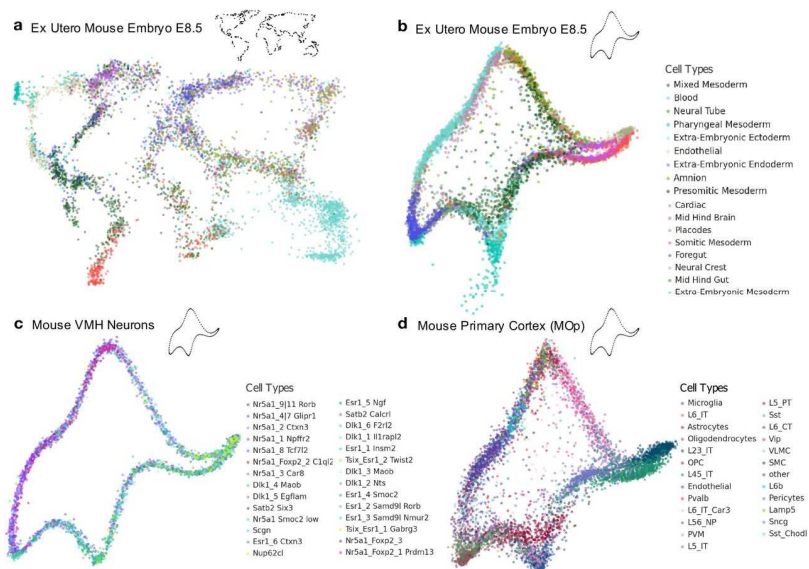 a Ex Utero Mouse Embryo E8.5
b Ex Utero Mouse Embryo E8.5
Cell Types
Mixed Mesoderm
Blood
Neural Tube
Pharyngeal Mesoderm
Extra-Embryonic Ectoderm
Endothelial
Extra-Embryonic Endoderm
Amnion
Presomitic Mesoderm
Cardiac
Mid Hind Brain
Placodes
Somitic Mesoderm
Foregut
Neural Crest
Mid Hind Gut
Extra-Embryonic Mesoderm
c Mouse VMH Neurons
Cell Types
Nr5a1_9|11 Rorb
Nr5a1_4|7 Glipr1
Nr5a1_2 Ctxn3
Nr5a1_1 Npffr2
Nr5a1_8 Tcf7l2
Nr5a1_Foxp2_2 C1ql2
Nr5a1_3 Car8
Dlk1_4 Maob
Dlk1_5 Egflam
Satb2 Six3
Nr5a1 Smoc2 low
Scgn
Esr1_6 Ctxn3
Nup62cl
Esr1_5 Ngf
Satb2 Calcrl
Dlk1_6 F2rl2
Dlk1_1 Il1rapl2
Esr1_1 Insm2
Tsix_Esr1_2 Twist2
Dlk1_3 Maob
Dlk1_2 Nts
Esr1_4 Smoc2
Esr1_2 Samd9l Rorb
Esr1_3 Samd9l Nmur2
Tsix_Esr1_1 Gabrg3
Nr5a1_Foxp2_3
Nr5a1_Foxp2_1 Prdm13
d Mouse Primary Cortex (MOp)
Cell Types
Microglia
L6_IT
Astrocytes
Oligodendrocytes
L23_IT
OPC
L45_IT
Endothelial
Pvalb
L6_IT_Car3
L56_NP
PVM
L5_IT
L5_PT
Sst
L6_CT
Vip
VLMC
SMC
other
L6b
Pericytes
Lamp5
Sncg
Sst_Chodl